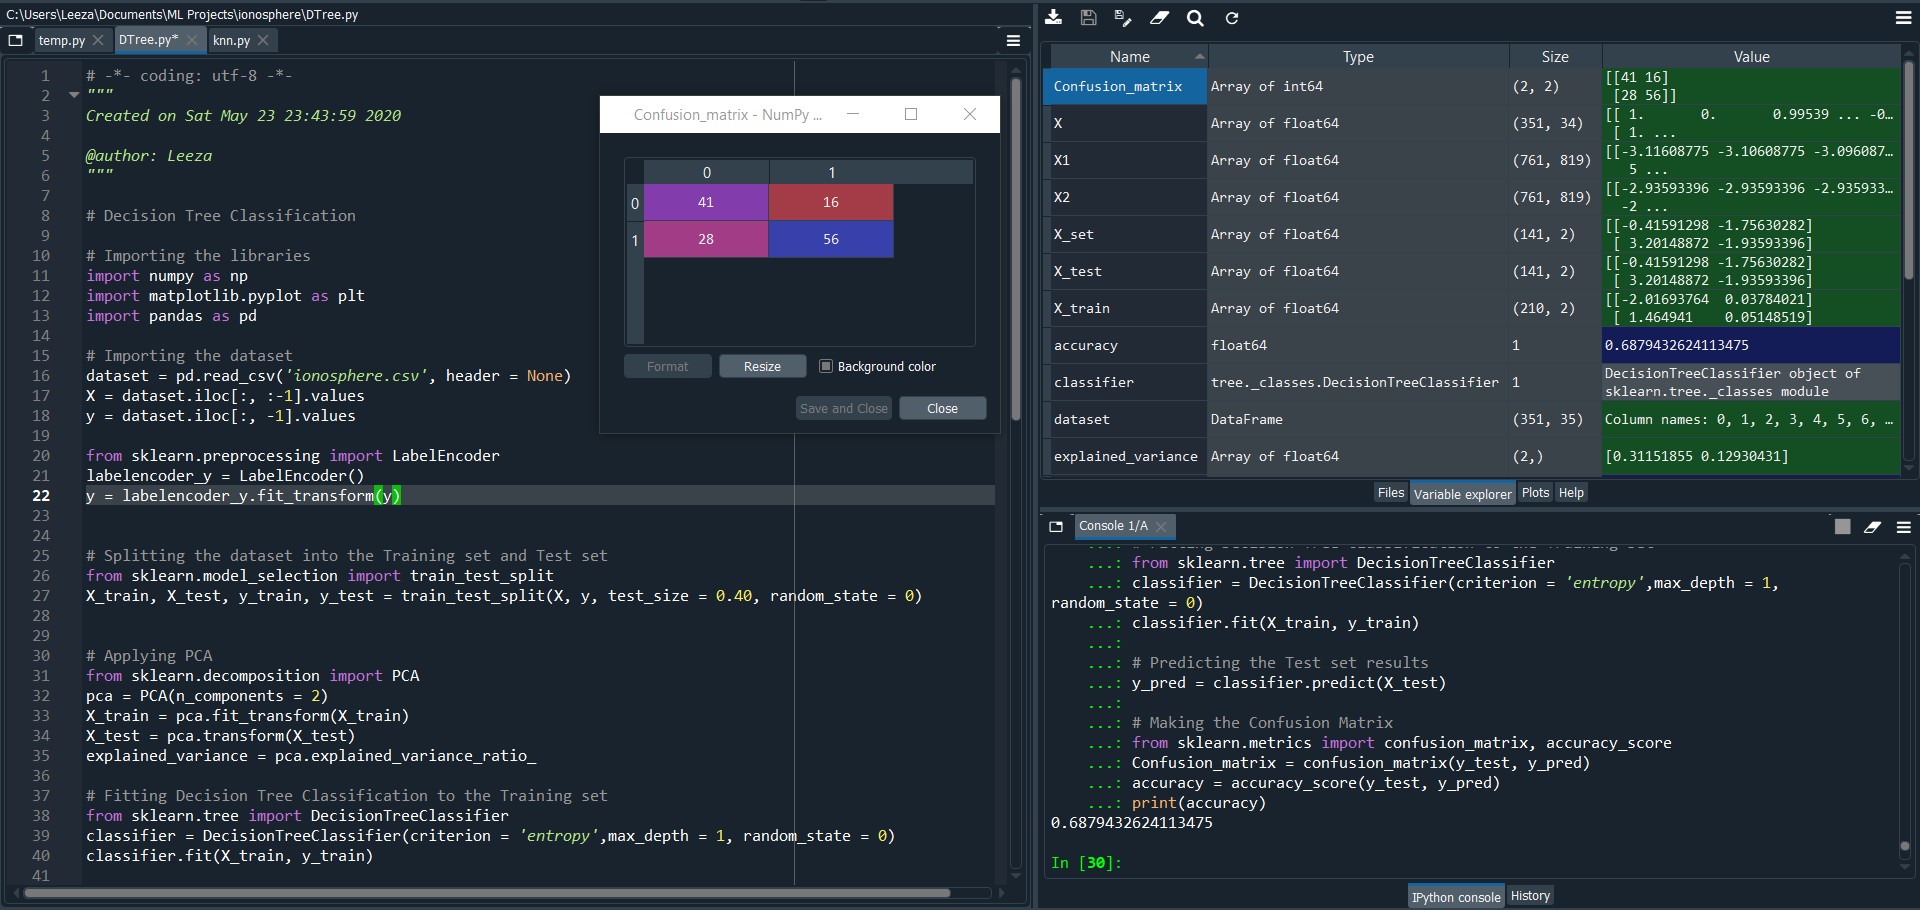 C:\Users\Leeza\Documents\ML Projects\ionosphere\DTree.py
temp.py
DTree.py*
knn.py
1 # -*- coding: utf-8 -*-
2 """
3 Created on Sat May 23 23:43:59 2020
4
5 @author: Leeza
6 """
7
8 # Decision Tree Classification
9
10 # Importing the libraries
11 import numpy as np
12 import matplotlib.pyplot as plt
13 import pandas as pd
14
15 # Importing the dataset
16 dataset = pd.read_csv('ionosphere.csv', header = None)
17 X = dataset.iloc[:, :-1].values
18 y = dataset.iloc[:, -1].values
19
20 from sklearn.preprocessing import LabelEncoder
21 labelencoder_y = LabelEncoder()
22 y = labelencoder_y.fit_transform(y)
23
24
25 # Splitting the dataset into the Training set and Test set
26 from sklearn.model_selection import train_test_split
27 X_train, X_test, y_train, y_test = train_test_split(X, y, test_size = 0.40, random_state = 0)
28
29
30 # Applying PCA
31 from sklearn.decomposition import PCA
32 pca = PCA(n_components = 2)
33 X_train = pca.fit_transform(X_train)
34 X_test = pca.transform(X_test)
35 explained_variance = pca.explained_variance_ratio_
36
37 # Fitting Decision Tree Classification to the Training set
38 from sklearn.tree import DecisionTreeClassifier
39 classifier = DecisionTreeClassifier(criterion = 'entropy',max_depth = 1, random_state = 0)
40 classifier.fit(X_train, y_train)
41
Confusion_matrix - NumPy ...
0 1
0 41 16
1 28 56
Format Resize Background color
Save and Close Close
Name Type Size Value
Confusion_matrix Array of int64 (2, 2) [[41 16]
[28 56]]
X Array of float64 (351, 34) [[ 1. 0. 0.99539 ... -0…
[ 1. ...
X1 Array of float64 (761, 819) [[-3.11608775 -3.10608775 -3.096087…
5 ...
X2 Array of float64 (761, 819) [[-2.93593396 -2.93593396 -2.935933…
-2 ...
X_set Array of float64 (141, 2) [[-0.41591298 -1.75630282]
[ 3.20148872 -1.93593396]
X_test Array of float64 (141, 2) [[-0.41591298 -1.75630282]
[ 3.20148872 -1.93593396]
X_train Array of float64 (210, 2) [[-2.01693764 0.03784021]
[ 1.464941 0.05148519]
accuracy float64 1 0.6879432624113475
classifier tree._classes.DecisionTreeClassifier 1 DecisionTreeClassifier object of
sklearn.tree._classes module
dataset DataFrame (351, 35) Column names: 0, 1, 2, 3, 4, 5, 6, …
explained_variance Array of float64 (2,) [0.31151855 0.12930431]
Files Variable explorer Plots Help
Console 1/A
...: from sklearn.tree import DecisionTreeClassifier
...: classifier = DecisionTreeClassifier(criterion = 'entropy',max_depth = 1,
random_state = 0)
...: classifier.fit(X_train, y_train)
...:
...: # Predicting the Test set results
...: y_pred = classifier.predict(X_test)
...:
...: # Making the Confusion Matrix
...: from sklearn.metrics import confusion_matrix, accuracy_score
...: Confusion_matrix = confusion_matrix(y_test, y_pred)
...: accuracy = accuracy_score(y_test, y_pred)
...: print(accuracy)
0.6879432624113475
In [30]:
IPython console History